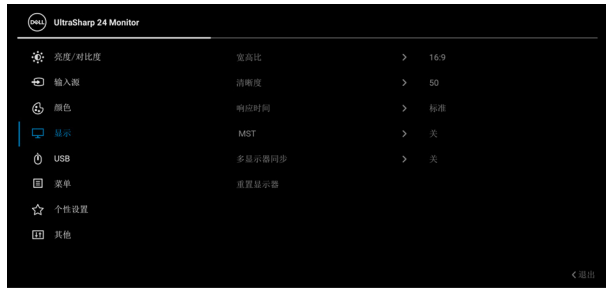 DELL UltraSharp 24 Monitor
亮度/对比度 宽高比 16:9
输入源 清晰度 50
颜色 响应时间 标准
显示 MST 关
USB 多显示器同步 关
菜单 重置显示器
个性设置
其他
退出